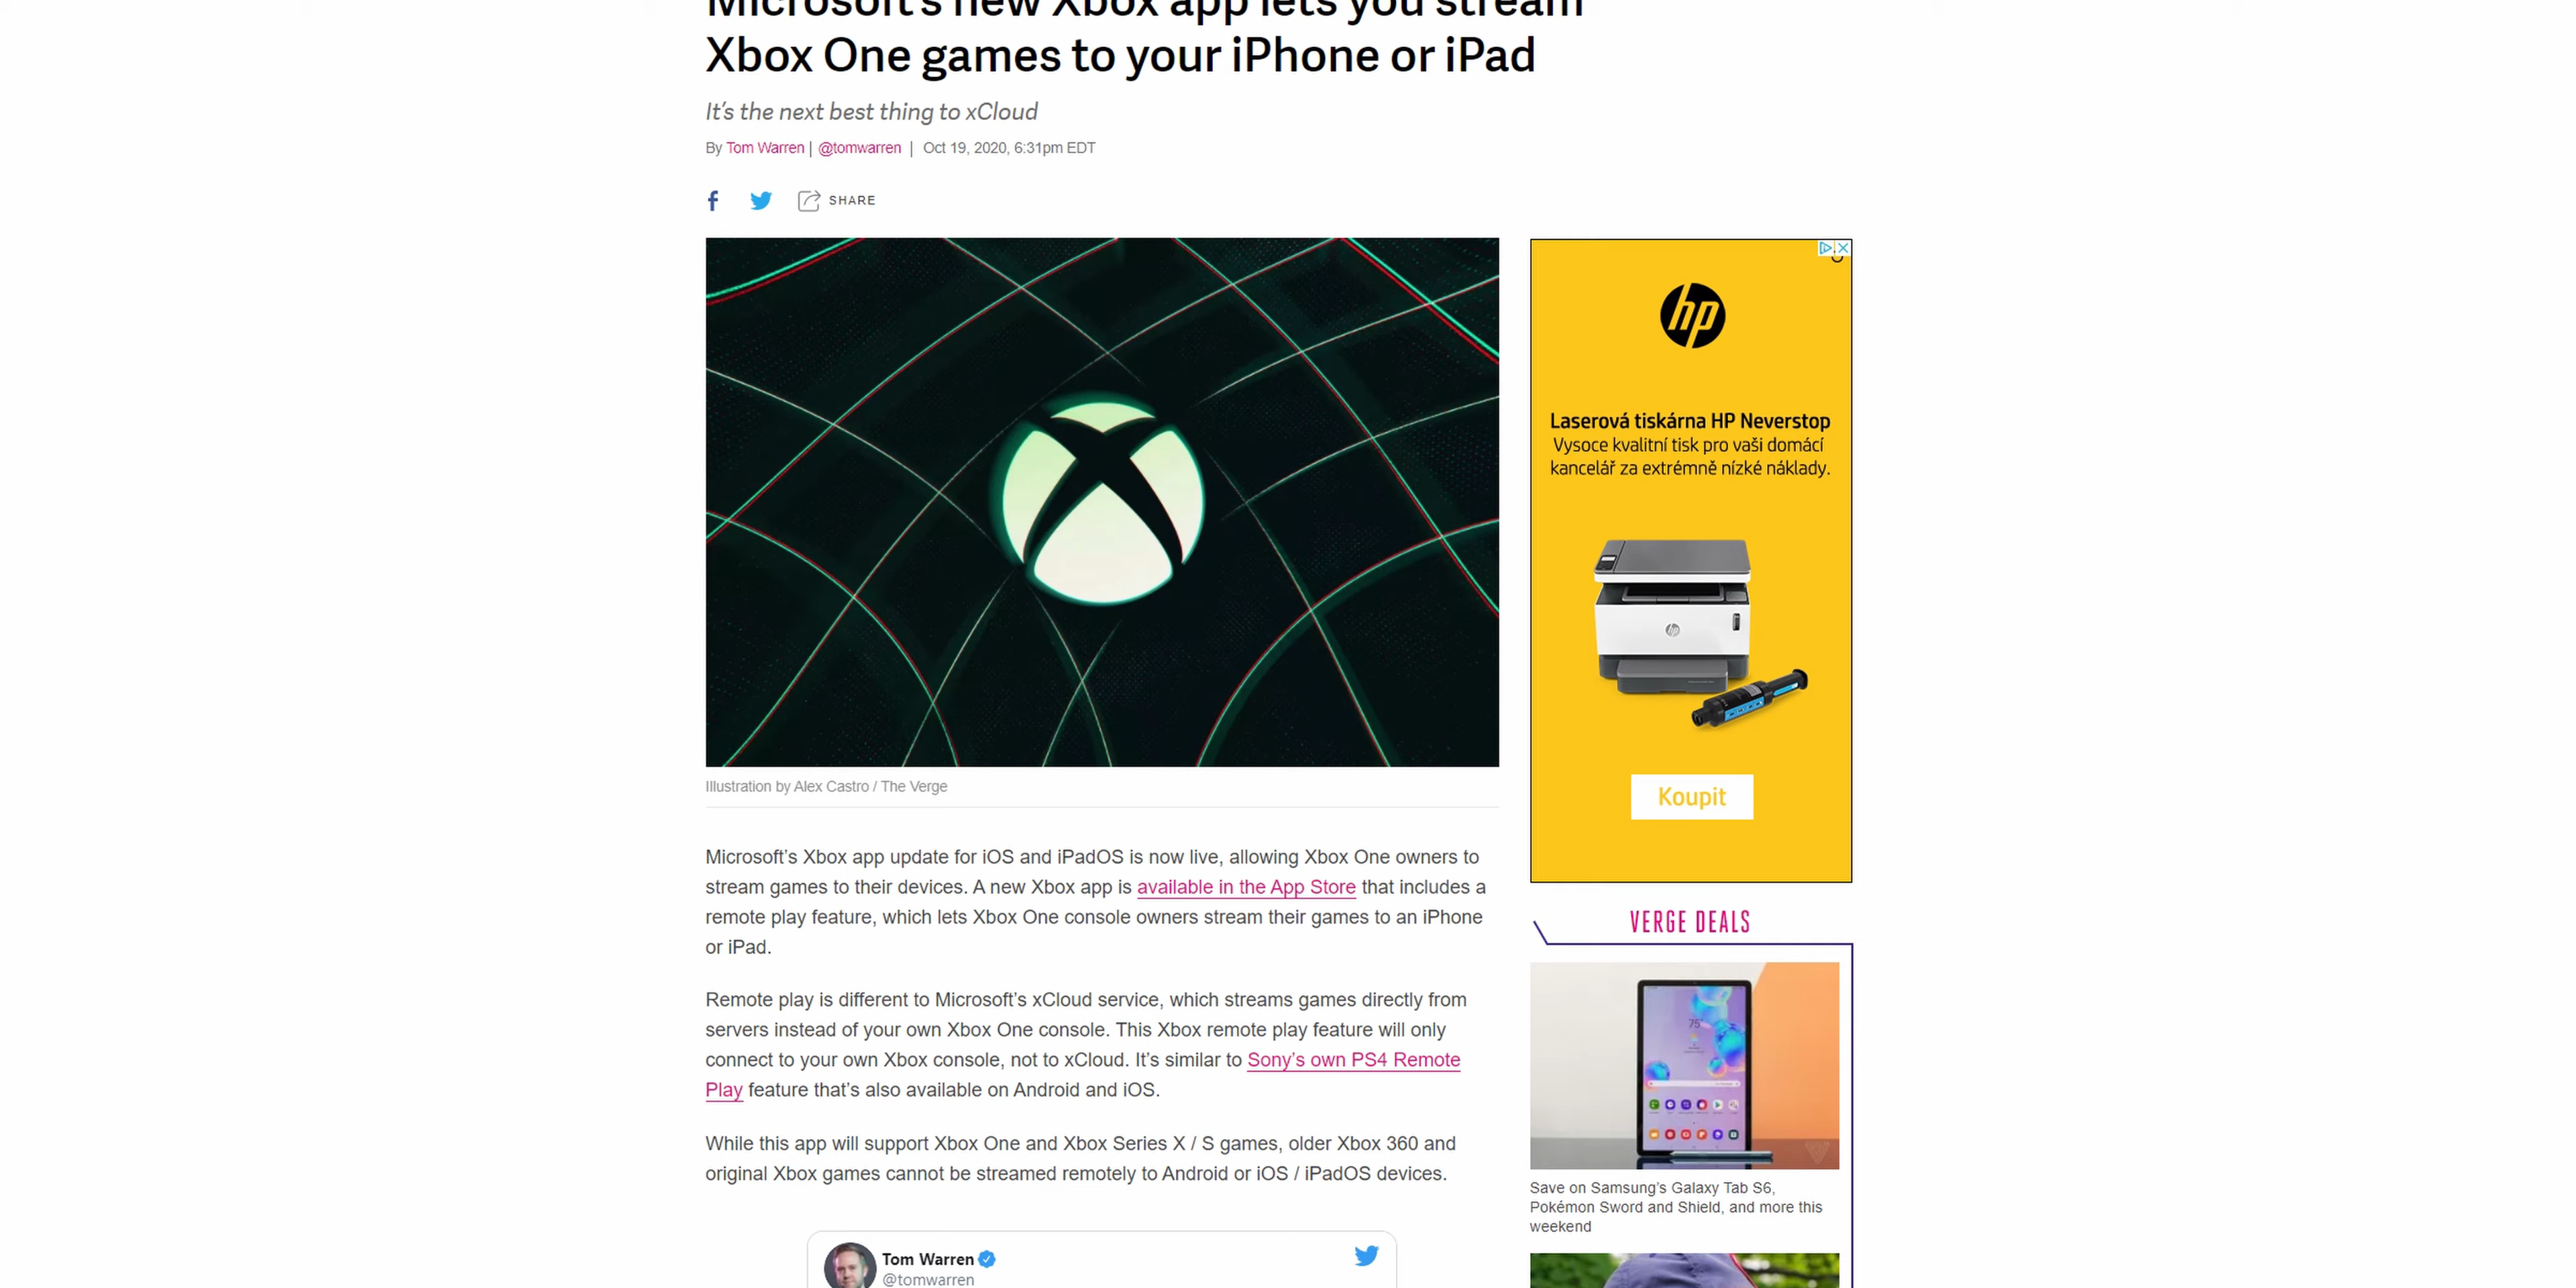 Microsoft's new Xbox app lets you stream
Xbox One games to your iPhone or iPad
It's the next best thing to xCloud
By Tom Warren | @tomwarren | Oct 19, 2020, 6:31pm EDT
SHARE
hp
Laserová tiskárna HP Neverstop
Vysoce kvalitní tisk pro vaši domácí
kancelář za extrémně nízké náklady.
hp
Koupit
Illustration by Alex Castro / The Verge
Microsoft's Xbox app update for iOS and iPadOS is now live, allowing Xbox One owners to
stream games to their devices. A new Xbox app is available in the App Store that includes a
remote play feature, which lets Xbox One console owners stream their games to an iPhone
or iPad.
Remote play is different to Microsoft's xCloud service, which streams games directly from
servers instead of your own Xbox One console. This Xbox remote play feature will only
connect to your own Xbox console, not to xCloud. It's similar to Sony's own PS4 Remote
Play feature that's also available on Android and iOS.
While this app will support Xbox One and Xbox Series X / S games, older Xbox 360 and
original Xbox games cannot be streamed remotely to Android or iOS / iPadOS devices.
Tom Warren
@tomwarren
VERGE DEALS
75°
Save on Samsung's Galaxy Tab S6,
Pokémon Sword and Shield, and more this
weekend